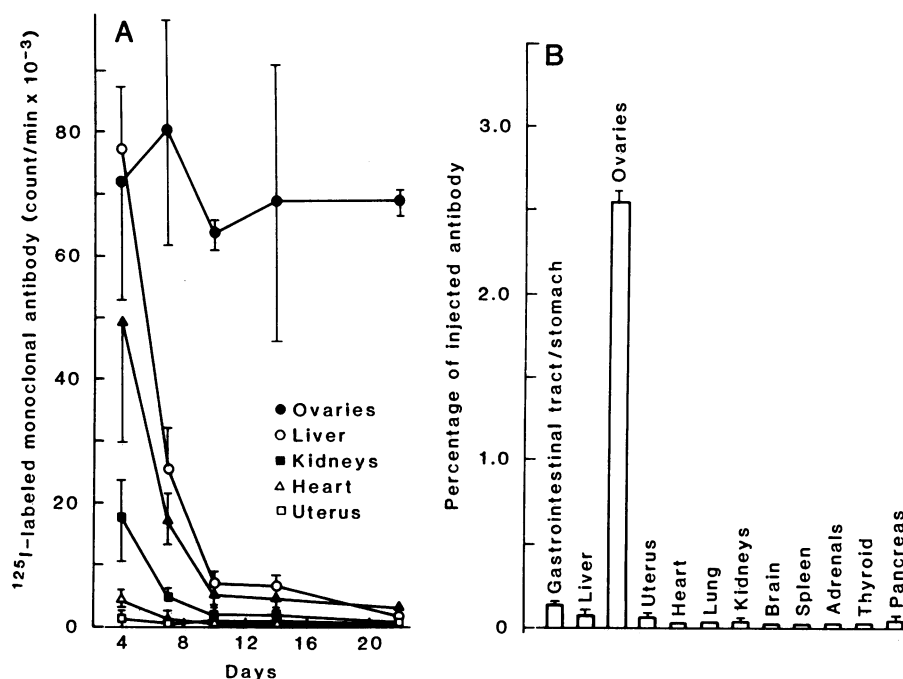 A
¹²⁵I-labeled monoclonal antibody (count/min x 10⁻³)
80
60
40
20
0
4
8
12
16
20
Days
Ovaries
Liver
Kidneys
Heart
Uterus
B
Percentage of injected antibody
3.0
2.0
1.0
0
Gastrointestinal tract/stomach
Liver
Ovaries
Uterus
Heart
Lung
Kidneys
Brain
Spleen
Adrenals
Thyroid
Pancreas